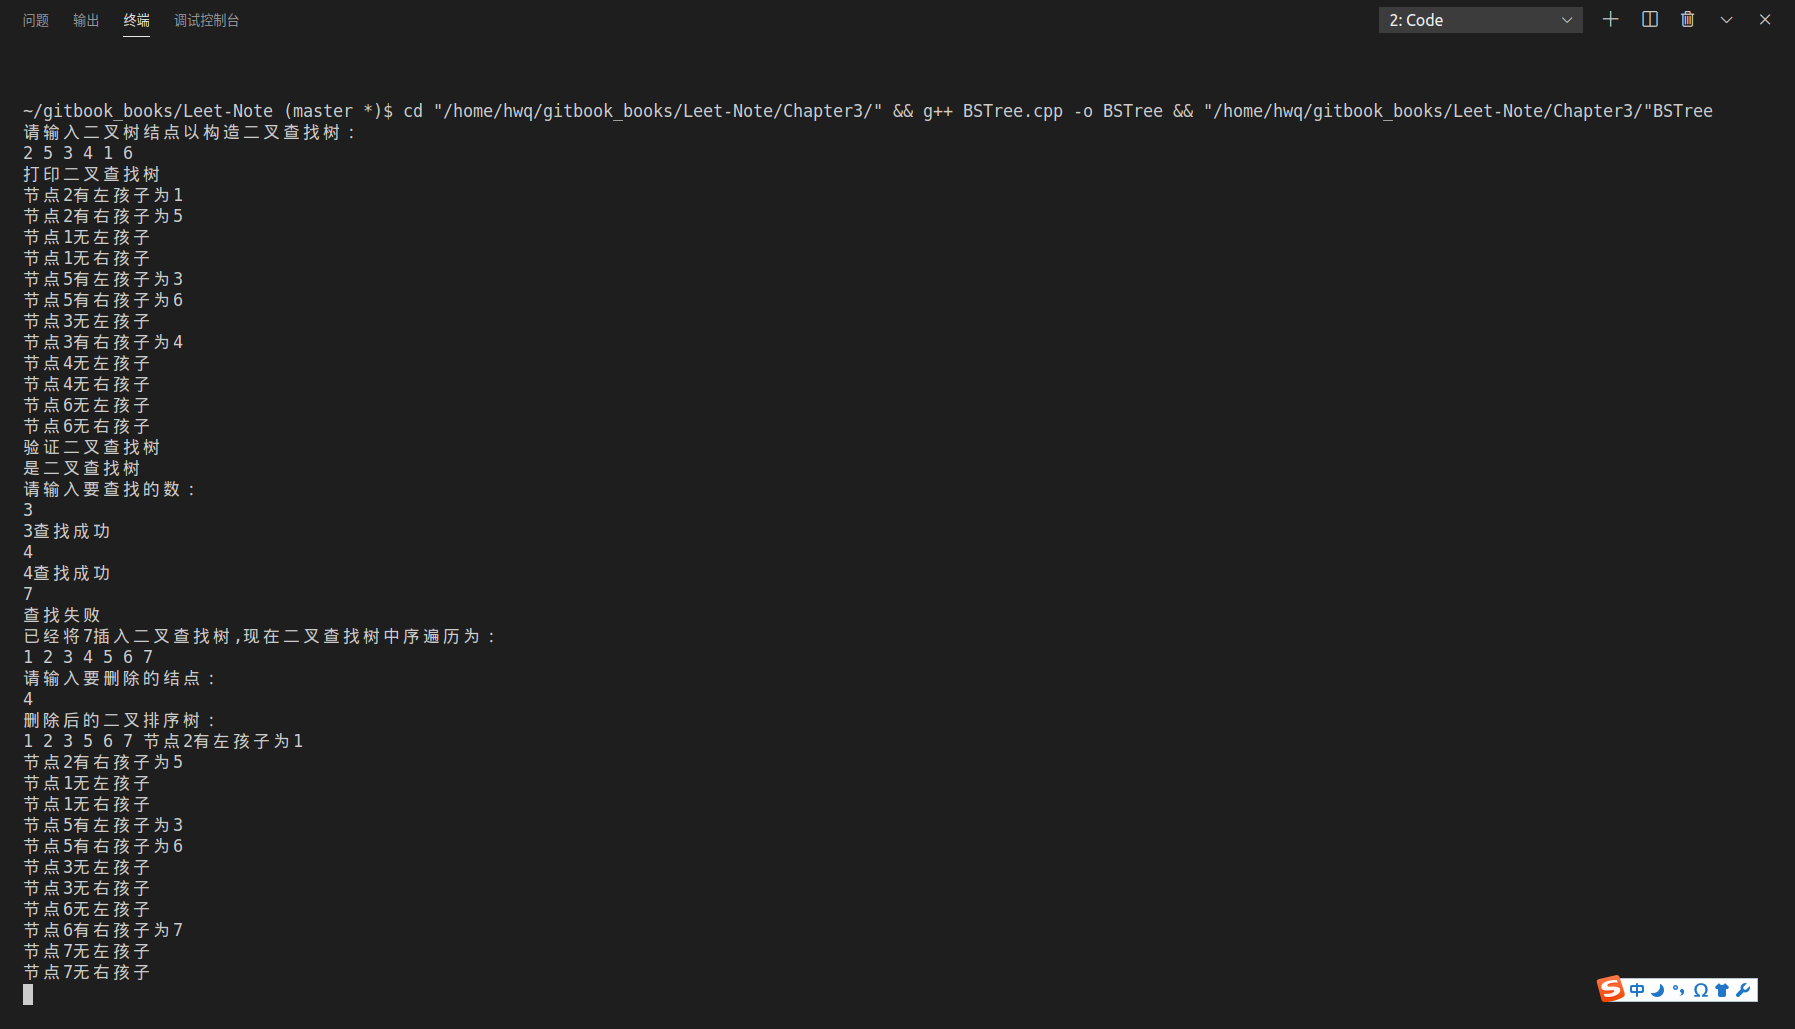 问题 输出 终端 调试控制台 2: Code
~/gitbook_books/Leet-Note (master *)$ cd "/home/hwq/gitbook_books/Leet-Note/Chapter3/" && g++ BSTree.cpp -o BSTree && "/home/hwq/gitbook_books/Leet-Note/Chapter3/"BSTree
请输入二叉树结点以构造二叉查找树：
2 5 3 4 1 6
打印二叉查找树
节点2有左孩子为1
节点2有右孩子为5
节点1无左孩子
节点1无右孩子
节点5有左孩子为3
节点5有右孩子为6
节点3无左孩子
节点3有右孩子为4
节点4无左孩子
节点4无右孩子
节点6无左孩子
节点6无右孩子
验证二叉查找树
是二叉查找树
请输入要查找的数：
3
3查找成功
4
4查找成功
7
查找失败
已经将7插入二叉查找树,现在二叉查找树中序遍历为：
1 2 3 4 5 6 7
请输入要删除的结点：
4
删除后的二叉排序树：
1 2 3 5 6 7 节点2有左孩子为1
节点2有右孩子为5
节点1无左孩子
节点1无右孩子
节点5有左孩子为3
节点5有右孩子为6
节点3无左孩子
节点3无右孩子
节点6无左孩子
节点6有右孩子为7
节点7无左孩子
节点7无右孩子
中